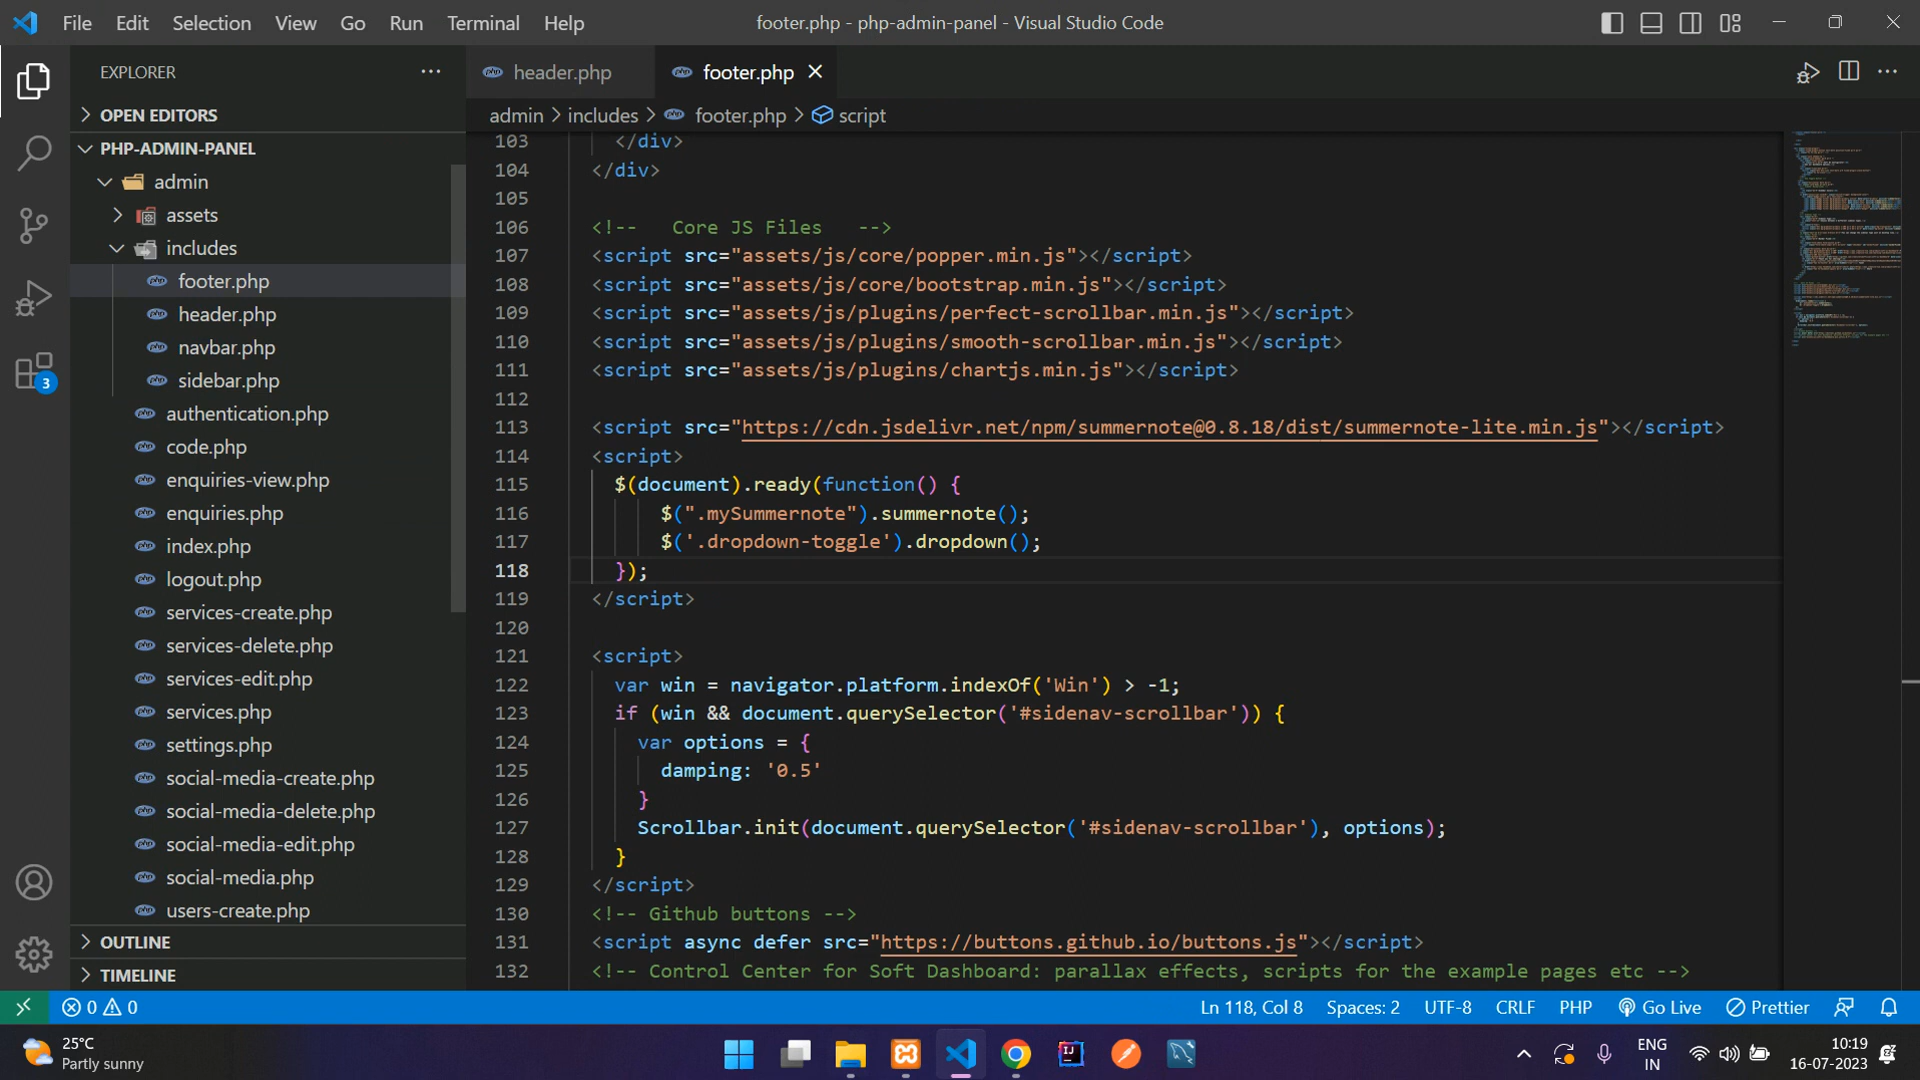 File Edit Selection View Go Run Terminal Help
footer.php - php-admin-panel - Visual Studio Code
EXPLORER
OPEN EDITORS
PHP-ADMIN-PANEL
admin
assets
includes
footer.php
header.php
navbar.php
sidebar.php
authentication.php
code.php
enquiries-view.php
enquiries.php
index.php
logout.php
services-create.php
services-delete.php
services-edit.php
services.php
settings.php
social-media-create.php
social-media-delete.php
social-media-edit.php
social-media.php
users-create.php
OUTLINE
TIMELINE
3
header.php footer.php
admin > includes > footer.php > script
103 </div>
104 </div>
105
106 <!--   Core JS Files   -->
107 <script src="assets/js/core/popper.min.js"></script>
108 <script src="assets/js/core/bootstrap.min.js"></script>
109 <script src="assets/js/plugins/perfect-scrollbar.min.js"></script>
110 <script src="assets/js/plugins/smooth-scrollbar.min.js"></script>
111 <script src="assets/js/plugins/chartjs.min.js"></script>
112
113 <script src="https://cdn.jsdelivr.net/npm/summernote@0.8.18/dist/summernote-lite.min.js"></script>
114 <script>
115 $(document).ready(function() {
116 $(".mySummernote").summernote();
117 $('.dropdown-toggle').dropdown();
118 });
119 </script>
120
121 <script>
122 var win = navigator.platform.indexOf('Win') > -1;
123 if (win && document.querySelector('#sidenav-scrollbar')) {
124 var options = {
125 damping: '0.5'
126 }
127 Scrollbar.init(document.querySelector('#sidenav-scrollbar'), options);
128 }
129 </script>
130 <!-- Github buttons -->
131 <script async defer src="https://buttons.github.io/buttons.js"></script>
132 <!-- Control Center for Soft Dashboard: parallax effects, scripts for the example pages etc -->
0 0
Ln 118, Col 8 Spaces: 2 UTF-8 CRLF PHP Go Live Prettier
25°C
Partly sunny
ENG
IN
10:19
16-07-2023